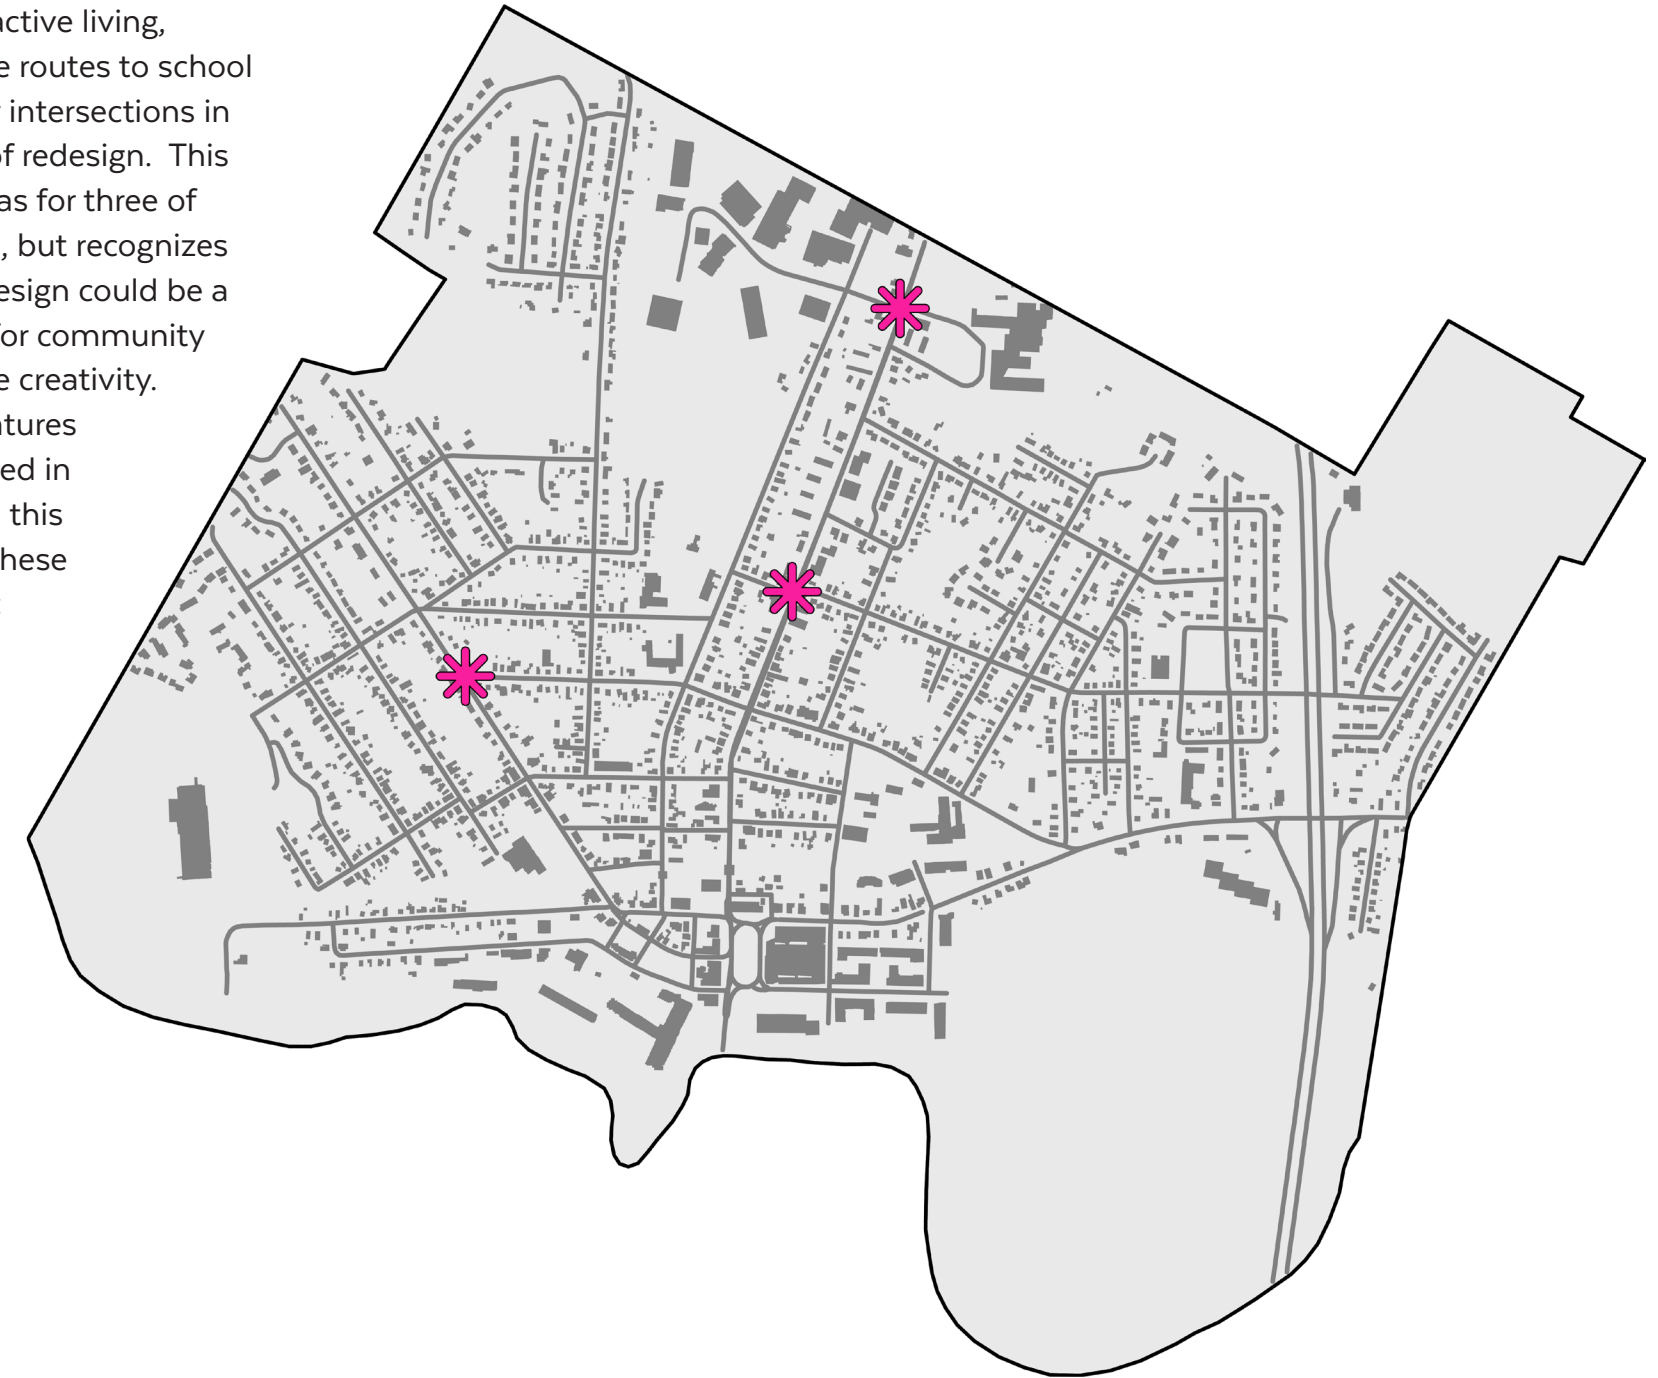 active living,
e routes to school
intersections in
of redesign. This
as for three of
, but recognizes
esign could be a
for community
e creativity.
atures
ed in
this
hese